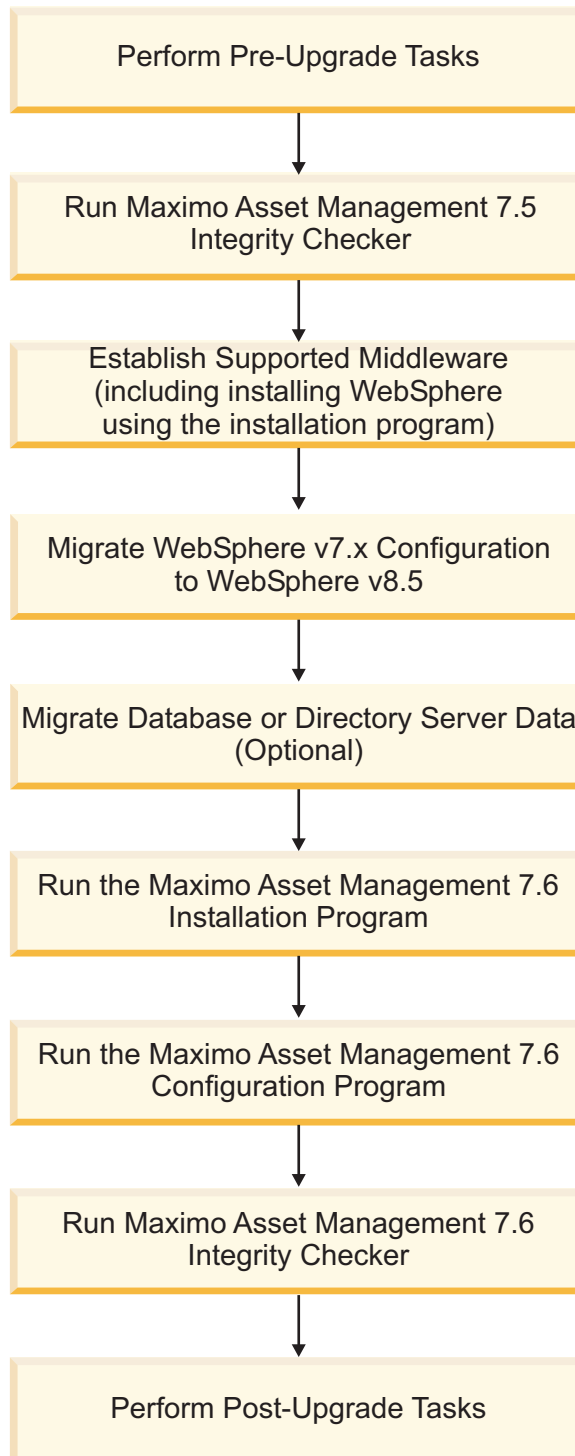 Perform Pre-Upgrade Tasks
Run Maximo Asset Management 7.5
Integrity Checker
Establish Supported Middleware
(including installing WebSphere
using the installation program)
Migrate WebSphere v7.x Configuration
to WebSphere v8.5
Migrate Database or Directory Server Data
(Optional)
Run the Maximo Asset Management 7.6
Installation Program
Run the Maximo Asset Management 7.6
Configuration Program
Run Maximo Asset Management 7.6
Integrity Checker
Perform Post-Upgrade Tasks